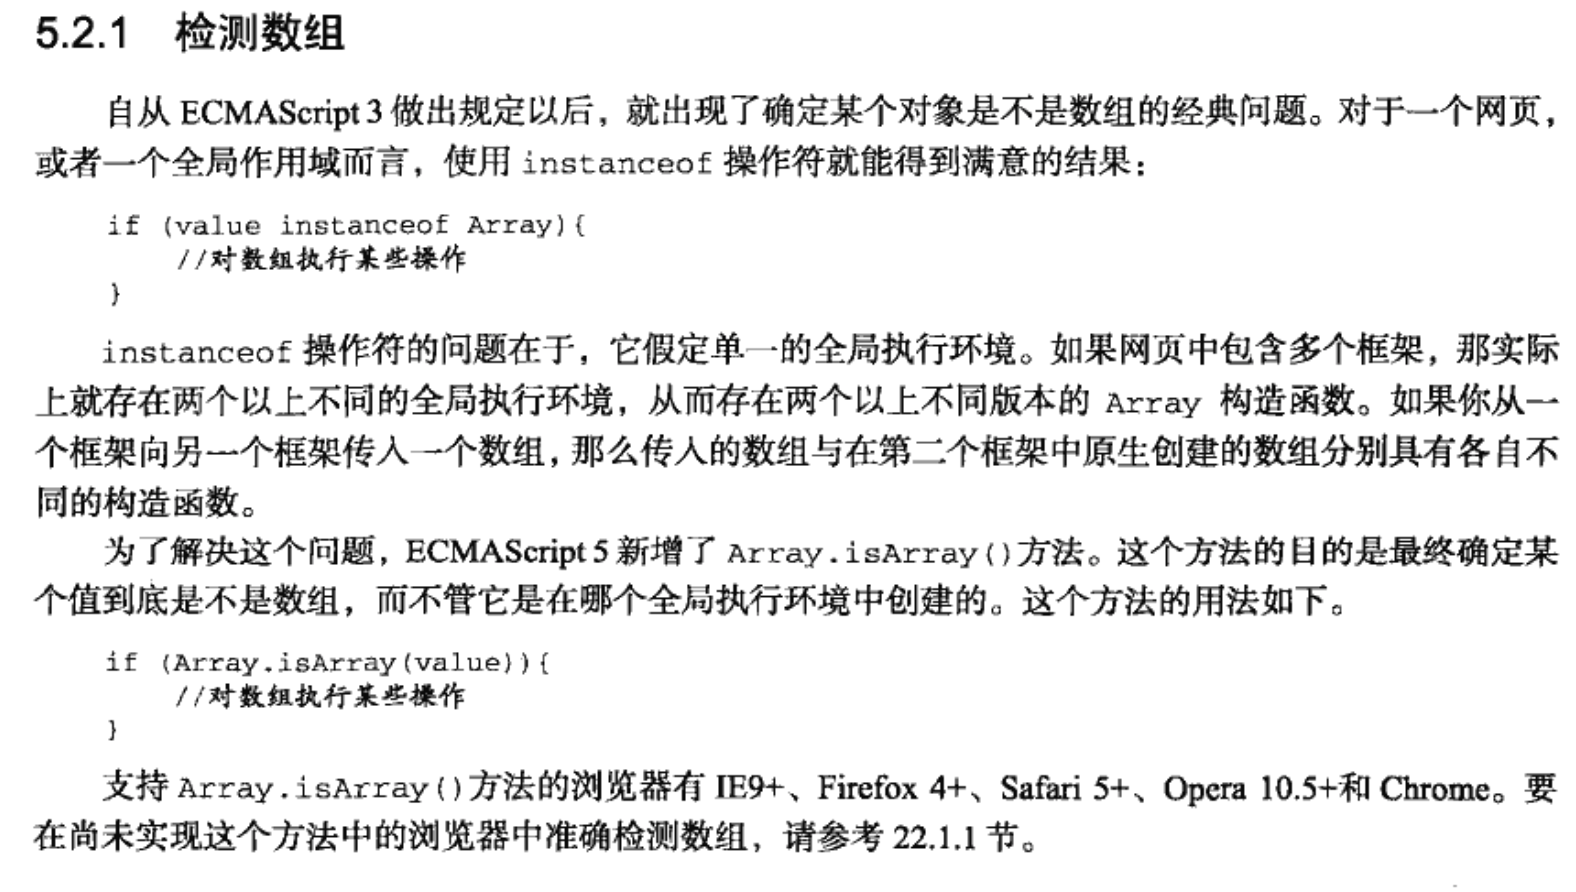 5.2.1 检测数组
自从 ECMAScript 3 做出规定以后，就出现了确定某个对象是不是数组的经典问题。对于一个网页，
或者一个全局作用域而言，使用 instanceof 操作符就能得到满意的结果：
if (value instanceof Array){
//对数组执行某些操作
}
instanceof 操作符的问题在于，它假定单一的全局执行环境。如果网页中包含多个框架，那实际
上就存在两个以上不同的全局执行环境，从而存在两个以上不同版本的 Array 构造函数。如果你从一
个框架向另一个框架传入一个数组，那么传入的数组与在第二个框架中原生创建的数组分别具有各自不
同的构造函数。
为了解决这个问题，ECMAScript 5 新增了 Array.isArray()方法。这个方法的目的是最终确定某
个值到底是不是数组，而不管它是在哪个全局执行环境中创建的。这个方法的用法如下。
if (Array.isArray(value)){
//对数组执行某些操作
}
支持 Array.isArray()方法的浏览器有 IE9+、Firefox 4+、Safari 5+、Opera 10.5+和 Chrome。要
在尚未实现这个方法中的浏览器中准确检测数组，请参考 22.1.1 节。